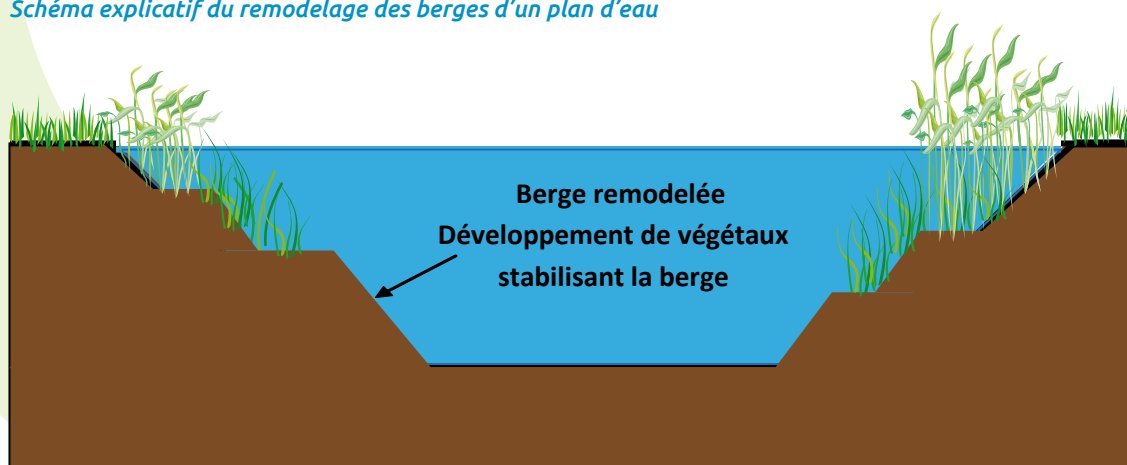 Schéma explicatif du remodelage des berges d'un plan d'eau
Berge remodelée
Développement de végétaux
stabilisant la berge